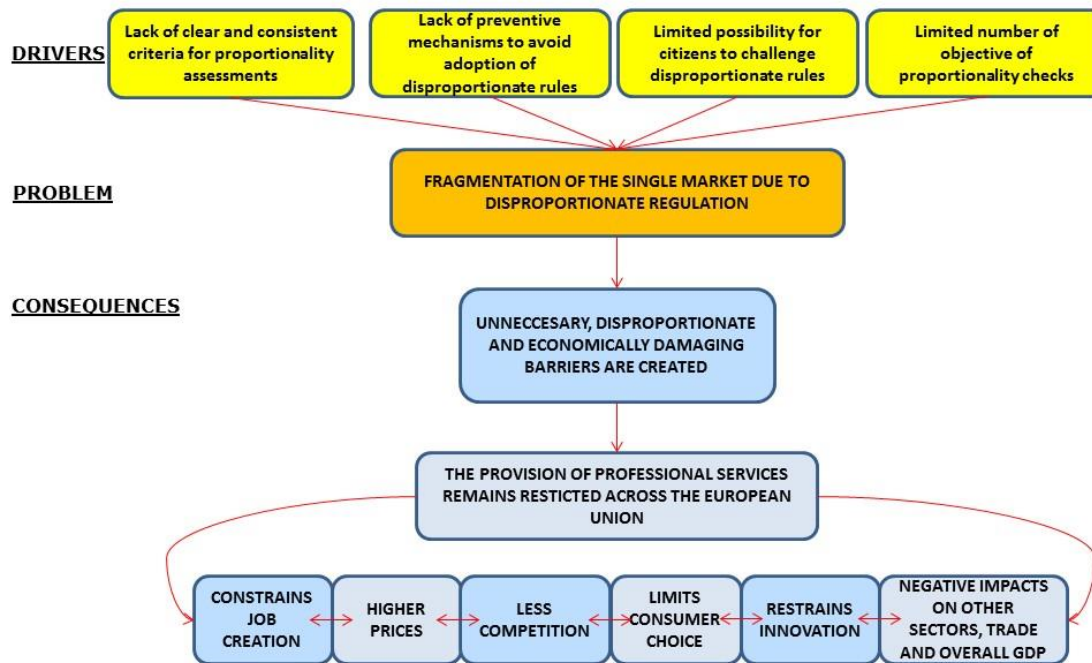 DRIVERS
Lack of clear and consistent
criteria for proportionality
assessments
Lack of preventive
mechanisms to avoid
adoption of
disproportionate rules
Limited possibility for
citizens to challenge
disproportionate rules
Limited number of
objective of
proportionality checks
PROBLEM
FRAGMENTATION OF THE SINGLE MARKET DUE TO
DISPROPORTIONATE REGULATION
CONSEQUENCES
UNNECCESARY, DISPROPORTIONATE
AND ECONOMICALLY DAMAGING
BARRIERS ARE CREATED
THE PROVISION OF PROFESSIONAL SERVICES
REMAINS RESTICTED ACROSS THE EUROPEAN
UNION
CONSTRAINS
JOB
CREATION
HIGHER
PRICES
LESS
COMPETITION
LIMITS
CONSUMER
CHOICE
RESTRAINS
INNOVATION
NEGATIVE IMPACTS
ON OTHER
SECTORS, TRADE
AND OVERALL GDP